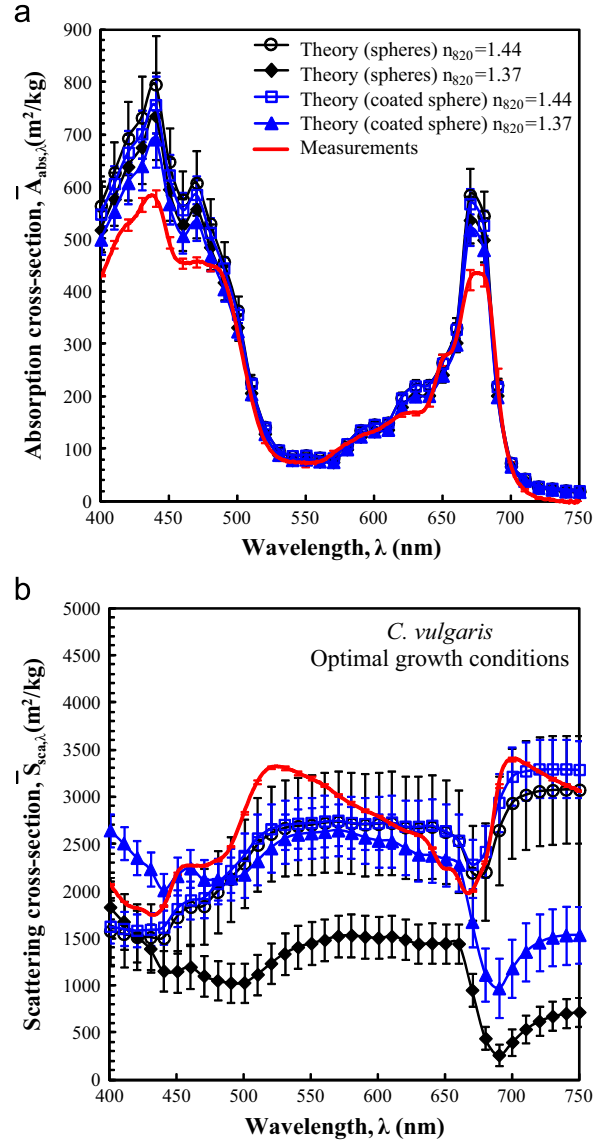 a
900
800
700
600
500
400
300
200
100
0
Absorption cross-section, A̅abs,λ(m²/kg)
Theory (spheres) n820=1.44
Theory (spheres) n820=1.37
Theory (coated sphere) n820=1.44
Theory (coated sphere) n820=1.37
Measurements
400 450 500 550 600 650 700 750
Wavelength, λ (nm)
b
5000
4500
4000
3500
3000
2500
2000
1500
1000
500
0
Scattering cross-section, S̅sca,λ(m²/kg)
C. vulgaris
Optimal growth conditions
400 450 500 550 600 650 700 750
Wavelength, λ (nm)